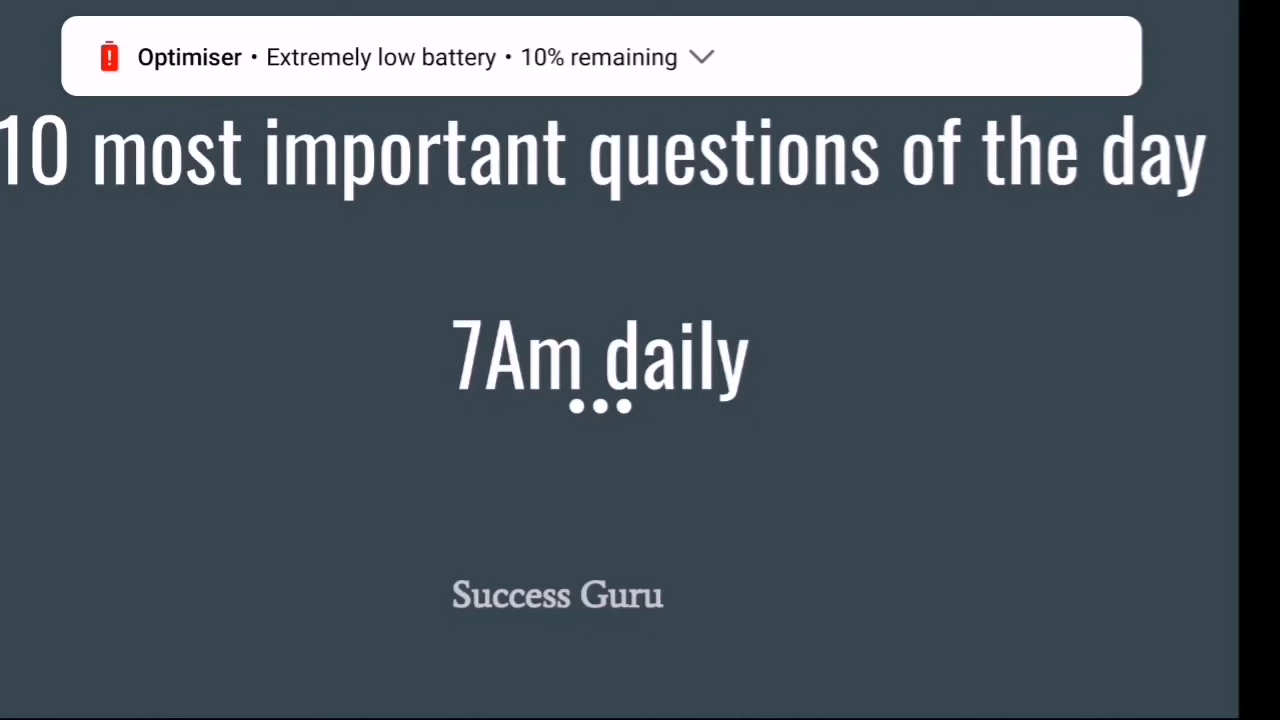 Optimiser • Extremely low battery • 10% remaining
10 most important questions of the day
7Am daily
Success Guru